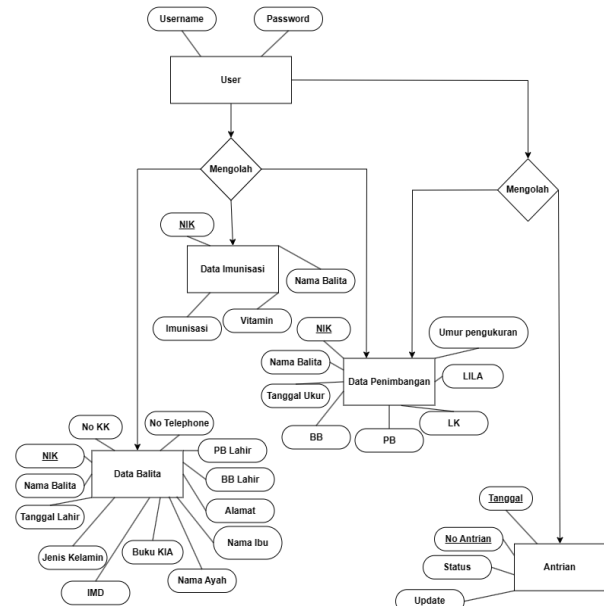 Username
Password
User
Mengolah
Mengolah
NIK
Data Imunisasi
Nama Balita
Imunisasi
Vitamin
NIK
Umur pengukuran
Nama Balita
Data Penimbangan
LILA
Tanggal Ukur
LK
BB
PB
No KK
No Telephone
PB Lahir
NIK
Data Balita
BB Lahir
Nama Balita
Alamat
Tanggal Lahir
Nama Ibu
Jenis Kelamin
Buku KIA
Nama Ayah
IMD
Tanggal
No Antrian
Status
Antrian
Update